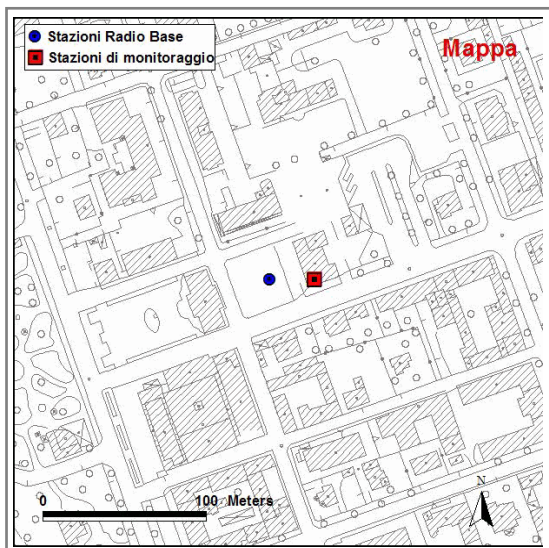 Stazioni Radio Base
Stazioni di monitoraggio
Mappa
0
100 Meters
N